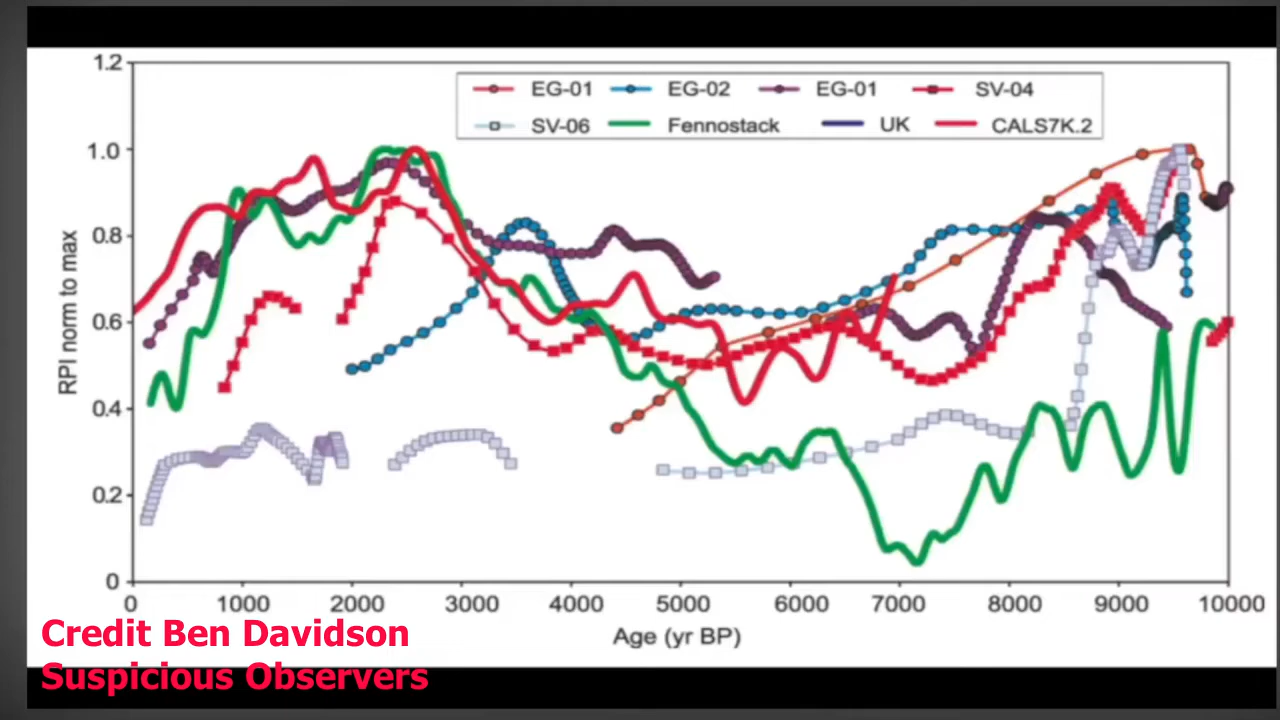 1.2
1.0
0.8
0.6
0.4
0.2
0
RPI norm to max
EG-01 EG-02 EG-01 SV-04
SV-06 Fennostack UK CALS7K.2
0 1000 2000 3000 4000 5000 6000 7000 8000 9000 10000
Age (yr BP)
Credit Ben Davidson
Suspicious Observers